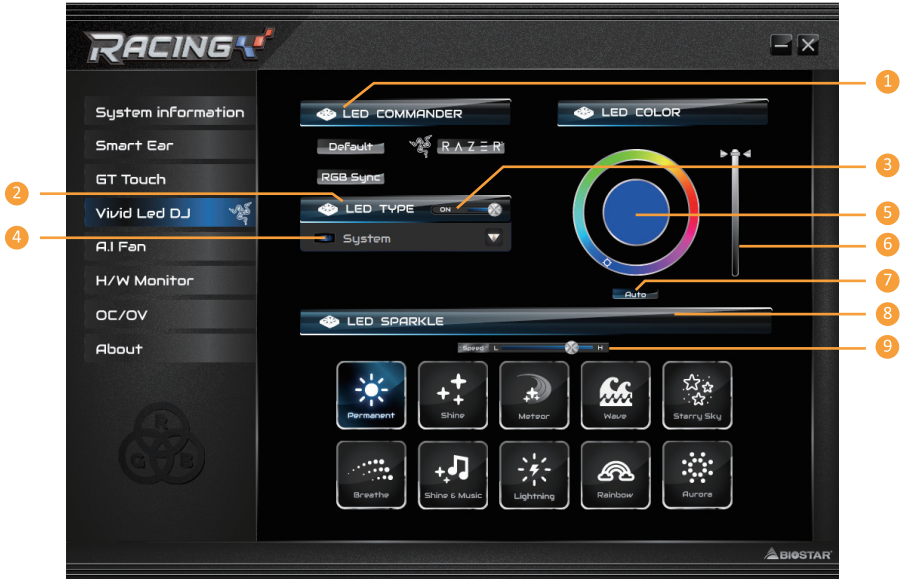 RACING
System information
Smart Ear
GT Touch
Vivid Led DJ
A.I Fan
H/W Monitor
OC/OV
About
R
G B
LED COMMANDER
Default
RAZER
RGB Sync
LED TYPE ON
System
LED COLOR
Auto
LED SPARKLE
Speed L H
Permanent Shine Meteor Wave Starry Sky
Breathe Shine & Music Lightning Rainbow Aurora
BIOSTAR
1
2
3
4
5
6
7
8
9